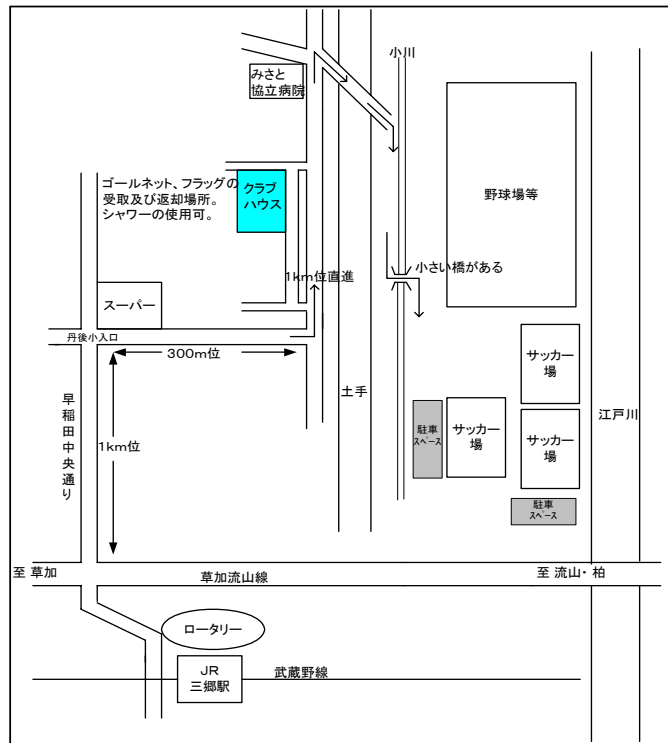 小川
みさと
協立病院
ゴールネット、フラッグの
受取及び返却場所。
シャワーの使用可。
クラブ
ハウス
野球場等
1km位直進
小さい橋がある
スーパー
丹後小入口
300m位
サッカー
場
土手
江戸川
早稲田中央通り
1km位
駐車
スペース
サッカー
場
サッカー
場
駐車
スペース
至 草加
草加流山線
至 流山・柏
ロータリー
JR
三郷駅
武蔵野線